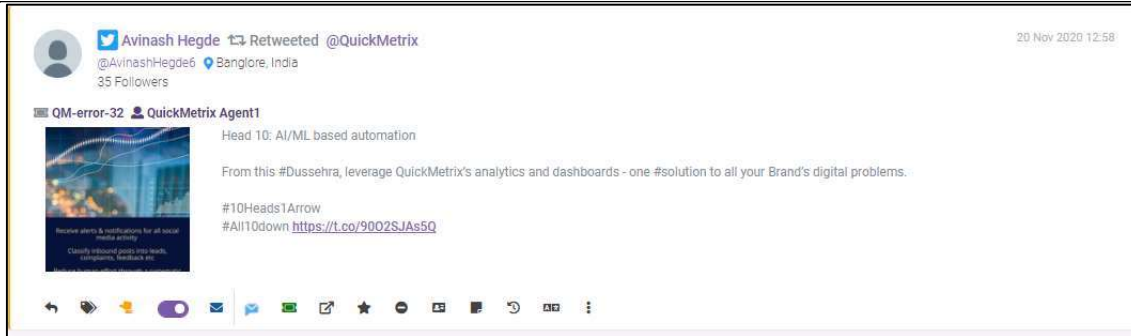 Avinash Hegde Retweeted @QuickMetrix
20 Nov 2020 12:58
@AvinashHegde6 Banglore, India
35 Followers
QM-error-32 QuickMetrix Agent1
Head 10: AI/ML based automation
From this #Dussehra, leverage QuickMetrix's analytics and dashboards - one #solution to all your Brand's digital problems.
#10Heads1Arrow
#All10down https://t.co/90O2SJAs5Q
Receive alerts & notifications for all social
media activity
Classify inbound posts into leads,
complaints, feedback etc